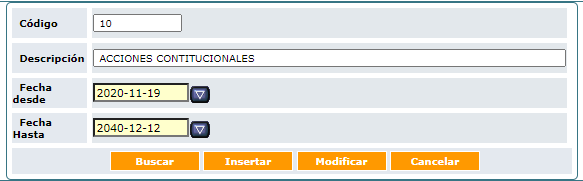 Código 10
Descripción ACCIONES CONTITUCIONALES
Fecha
desde 2020-11-19
Fecha
Hasta 2040-12-12
Buscar Insertar Modificar Cancelar